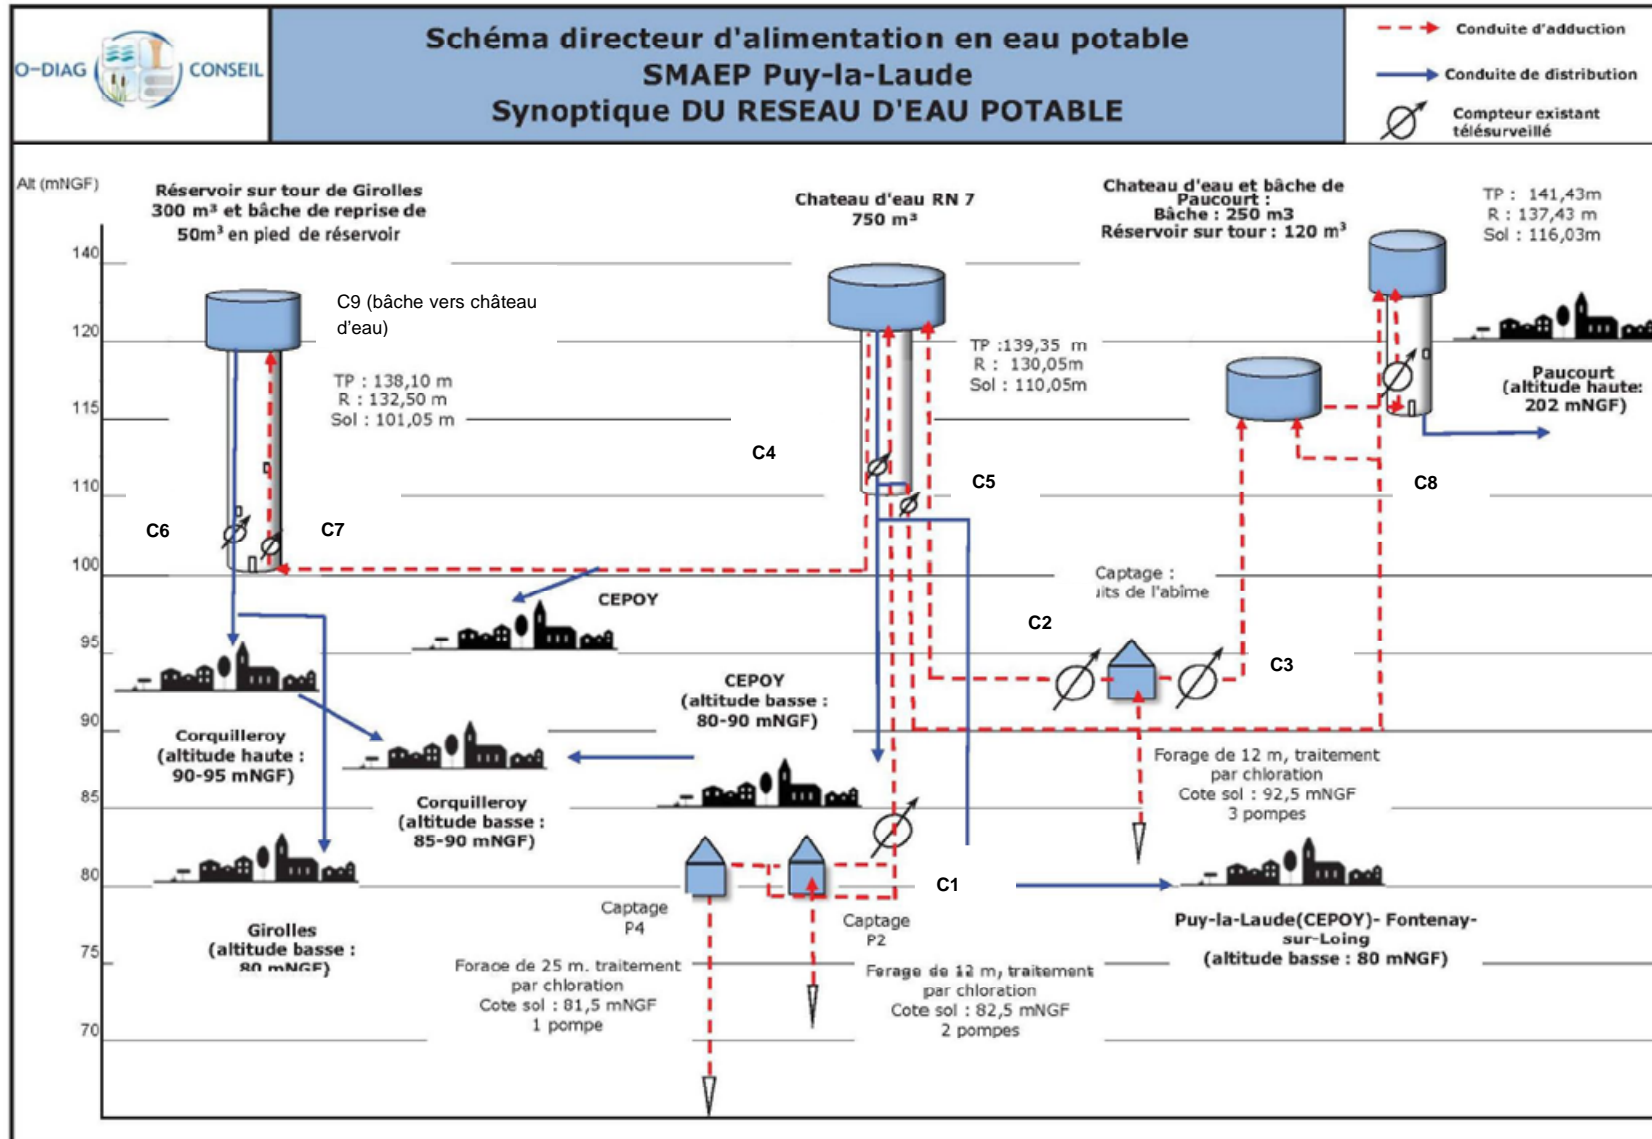 O-DIAG CONSEIL
Schéma directeur d'alimentation en eau potable
SMAEP Puy-la-Laude
Synoptique DU RESEAU D'EAU POTABLE
Conduite d'adduction
Conduite de distribution
Compteur existant
télésurveillé
Alt (mNGF)
140
120
115
110
100
95
90
85
80
75
70
Réservoir sur tour de Girolles
300 m³ et bâche de reprise de
50m³ en pied de réservoir
C9 (bâche vers château
d'eau)
TP : 138,10 m
R : 132,50 m
Sol : 101,05 m
Chateau d'eau RN 7
750 m³
TP :139,35 m
R : 130,05m
Sol : 110,05m
Chateau d'eau et bâche de
Paucourt :
Bâche : 250 m3
Réservoir sur tour : 120 m³
TP : 141,43m
R : 137,43 m
Sol : 116,03m
Paucourt
(altitude haute:
202 mNGF)
C4
C5
C8
C6
C7
CEPOY
Captage :
uits de l'abîme
C2
C3
CEPOY
(altitude basse :
80-90 mNGF)
Corquilleroy
(altitude haute :
90-95 mNGF)
Corquilleroy
(altitude basse :
85-90 mNGF)
Forage de 12 m, traitement
par chloration
Cote sol : 92,5 mNGF
3 pompes
C1
Captage
P4
Captage
P2
Girolles
(altitude basse :
80 mNGF)
Puy-la-Laude(CEPOY)- Fontenay-
sur-Loing
(altitude basse : 80 mNGF)
Forage de 25 m. traitement
par chloration
Cote sol : 81,5 mNGF
1 pompe
Forage de 12 m, traitement
par chloration
Cote sol : 82,5 mNGF
2 pompes